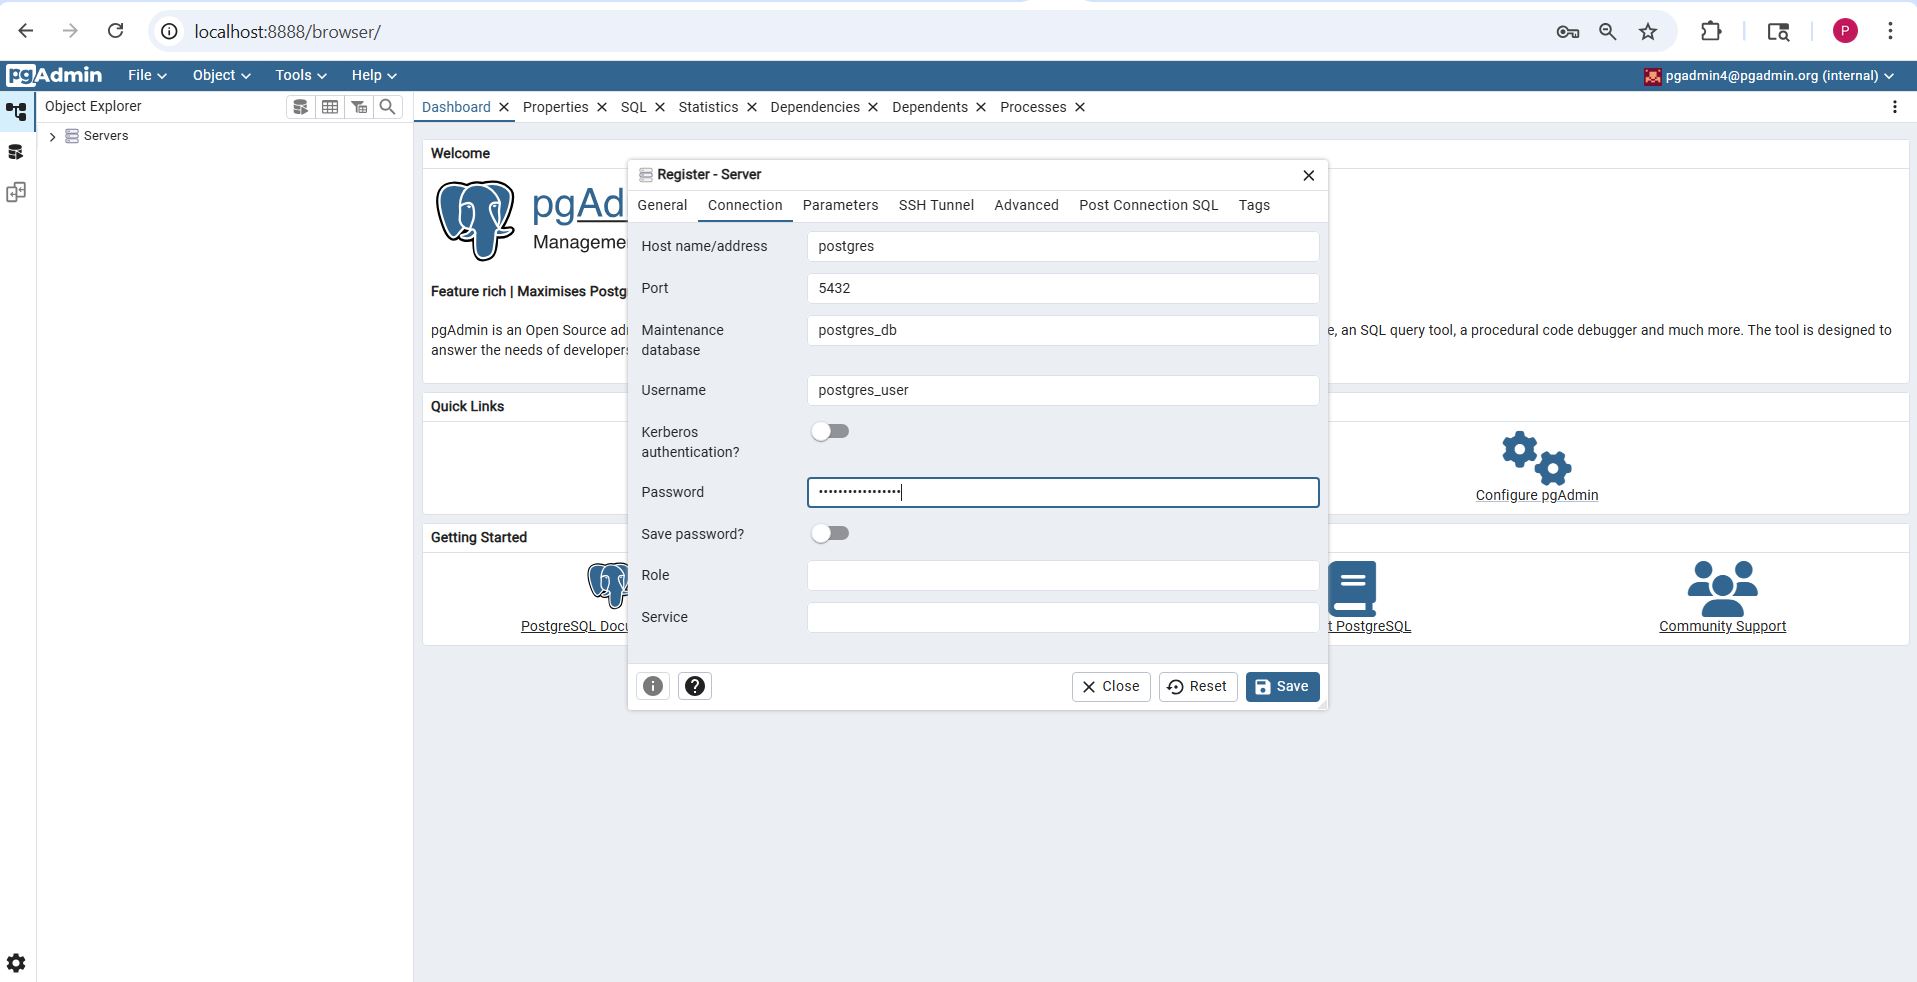 localhost:8888/browser/
P
pgAdmin File Object Tools Help pgadmin4@pgadmin.org (internal)
Object Explorer
Dashboard Properties SQL Statistics Dependencies Dependents Processes
Servers
Welcome
pgAd
Manageme
Feature rich | Maximises Postg
pgAdmin is an Open Source ad
e, an SQL query tool, a procedural code debugger and much more. The tool is designed to
answer the needs of developers
Quick Links
Configure pgAdmin
Getting Started
PostgreSQL Docu
t PostgreSQL
Community Support
Register - Server
General Connection Parameters SSH Tunnel Advanced Post Connection SQL Tags
Host name/address postgres
Port 5432
Maintenance
database
postgres_db
Username postgres_user
Kerberos
authentication?
Password •••••••••••••••••
Save password?
Role
Service
Close Reset Save